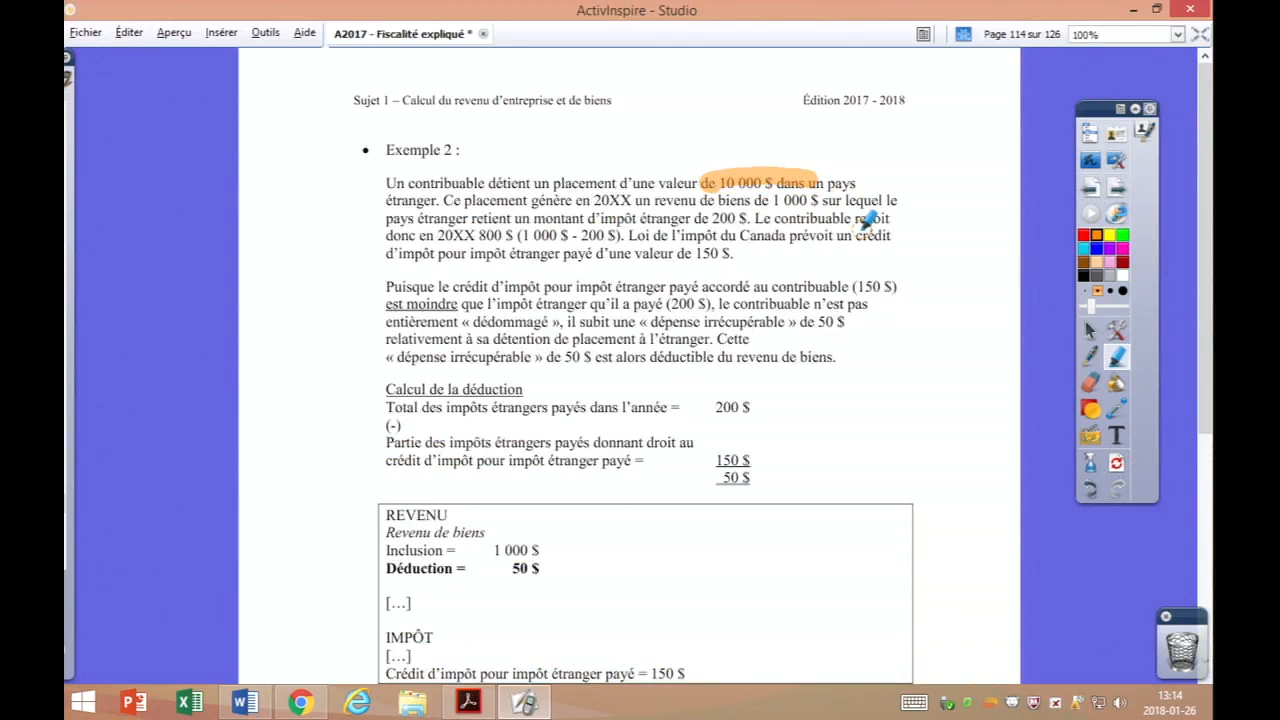 ActivInspire - Studio
Fichier Éditer Aperçu Insérer Outils Aide
A2017 - Fiscalité expliqué *
Page 114 sur 126
100%
Sujet 1 – Calcul du revenu d’entreprise et de biens Édition 2017 - 2018
• Exemple 2 :
Un contribuable détient un placement d’une valeur de 10 000 $ dans un pays
étranger. Ce placement génère en 20XX un revenu de biens de 1 000 $ sur lequel le
pays étranger retient un montant d’impôt étranger de 200 $. Le contribuable reçoit
donc en 20XX 800 $ (1 000 $ - 200 $). Loi de l’impôt du Canada prévoit un crédit
d’impôt pour impôt étranger payé d’une valeur de 150 $.
Puisque le crédit d’impôt pour impôt étranger payé accordé au contribuable (150 $)
est moindre que l’impôt étranger qu’il a payé (200 $), le contribuable n’est pas
entièrement « dédommagé », il subit une « dépense irrécupérable » de 50 $
relativement à sa détention de placement à l’étranger. Cette
« dépense irrécupérable » de 50 $ est alors déductible du revenu de biens.
Calcul de la déduction
Total des impôts étrangers payés dans l’année = 200 $
(-)
Partie des impôts étrangers payés donnant droit au
crédit d’impôt pour impôt étranger payé = 150 $
50 $
REVENU
Revenu de biens
Inclusion = 1 000 $
Déduction = 50 $
[…]
IMPÔT
[…]
Crédit d’impôt pour impôt étranger payé = 150 $
13:14
2018-01-26